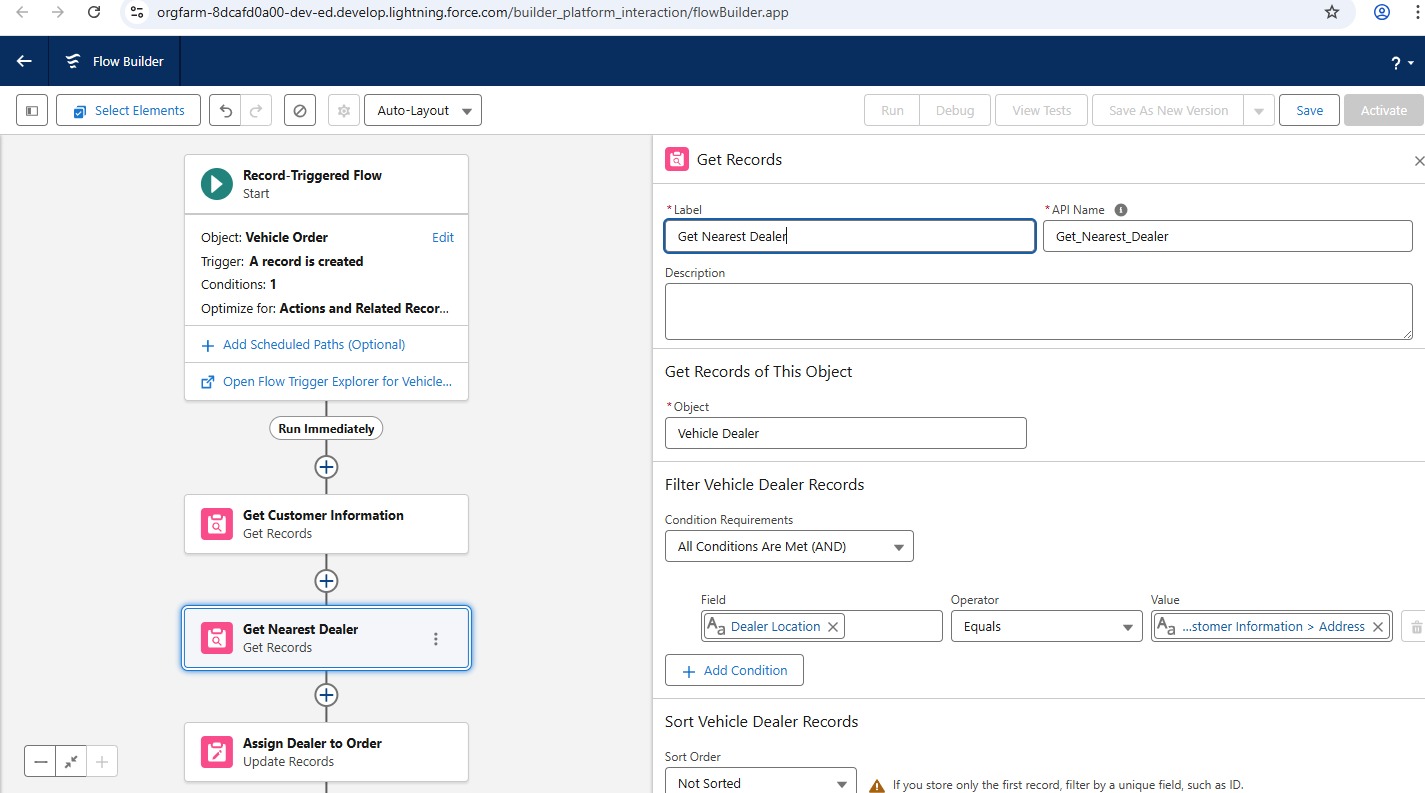 orgfarm-8dcafd0a00-dev-ed.develop.lightning.force.com/builder_platform_interaction/flowBuilder.app
Flow Builder
?
Select Elements
Auto-Layout
Run
Debug
View Tests
Save As New Version
Save
Activate
Record-Triggered Flow
Start
Object: Vehicle Order
Edit
Trigger: A record is created
Conditions: 1
Optimize for: Actions and Related Recor...
Add Scheduled Paths (Optional)
Open Flow Trigger Explorer for Vehicle...
Run Immediately
Get Customer Information
Get Records
Get Nearest Dealer
Get Records
Assign Dealer to Order
Update Records
Get Records
*Label
*API Name
Get Nearest Dealer
Get_Nearest_Dealer
Description
Get Records of This Object
*Object
Vehicle Dealer
Filter Vehicle Dealer Records
Condition Requirements
All Conditions Are Met (AND)
Field
Operator
Value
Aa Dealer Location
Equals
Aa ...stomer Information > Address
Add Condition
Sort Vehicle Dealer Records
Sort Order
Not Sorted
If you store only the first record, filter by a unique field, such as ID.